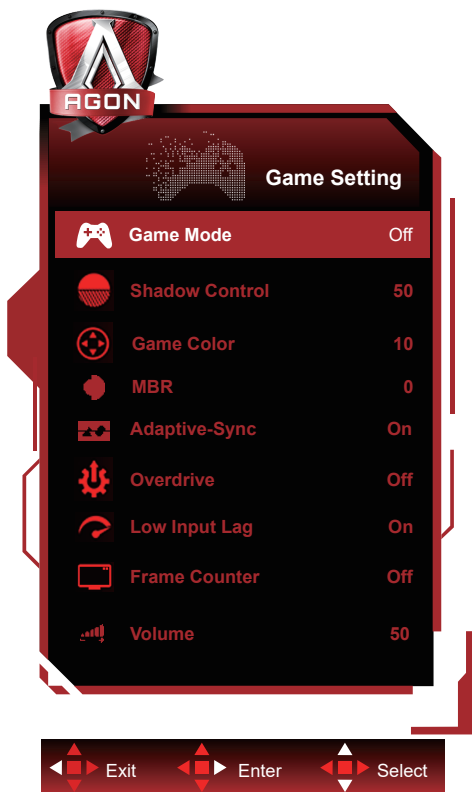 AGON
Game Setting
Game Mode Off
Shadow Control 50
Game Color 10
MBR 0
Adaptive-Sync On
Overdrive Off
Low Input Lag On
Frame Counter Off
Volume 50
Exit Enter Select